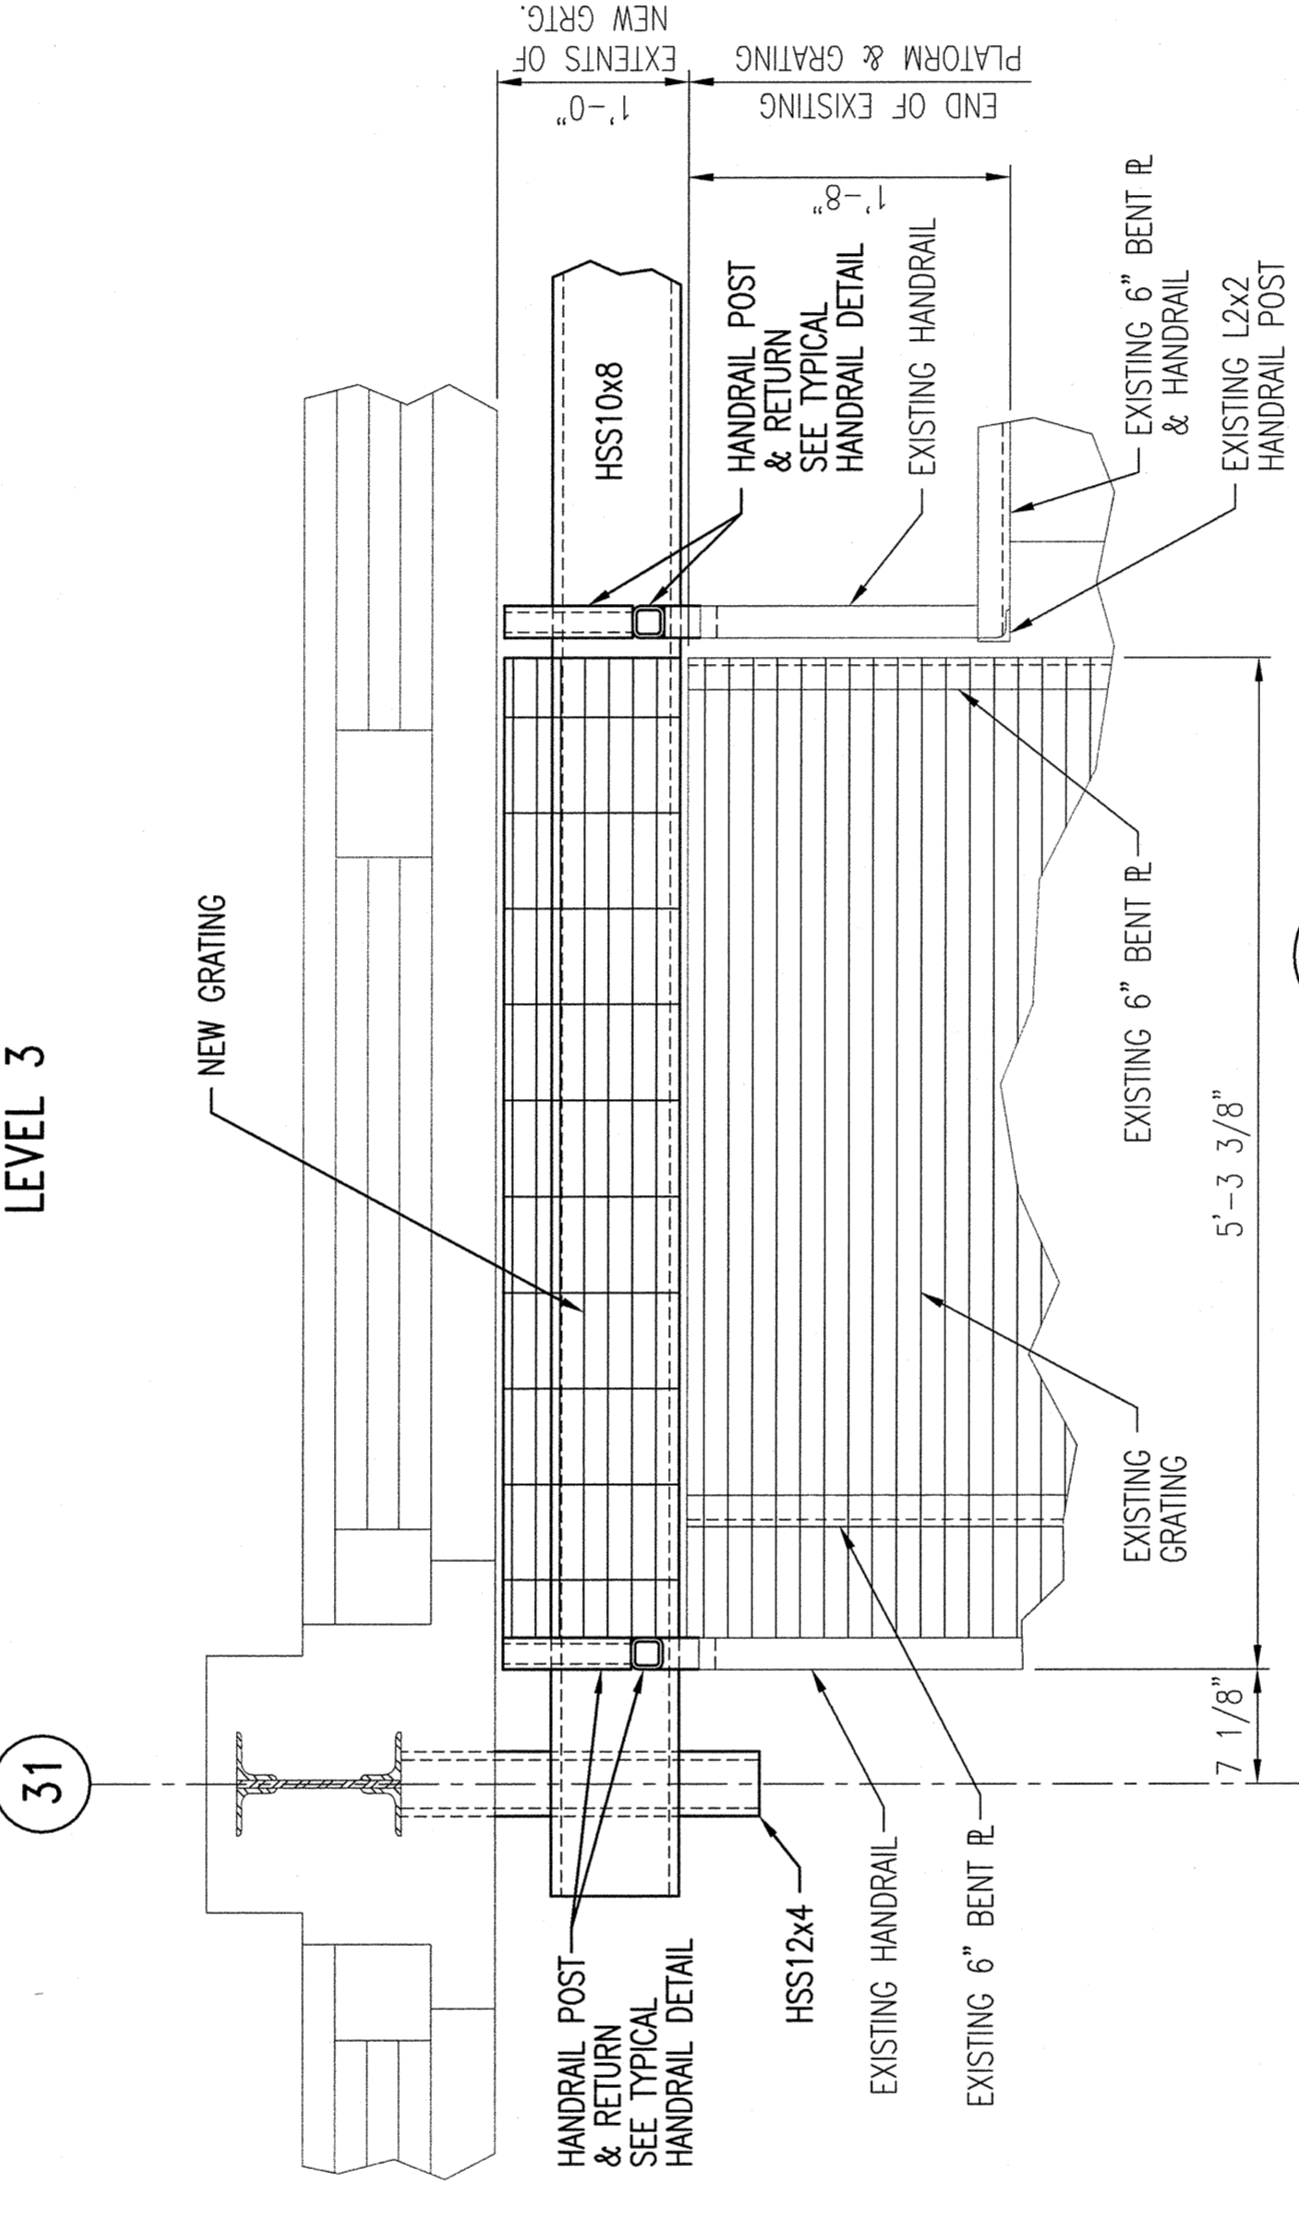 LEVEL 3
31
NEW GRATING
EXTENTS OF
NEW GRTG.
1'-0"
END OF EXISTING
PLATORM & GRATING
1'-8"
HSS10x8
HANDRAIL POST
& RETURN
SEE TYPICAL
HANDRAIL DETAIL
EXISTING HANDRAIL
EXISTING 6" BENT PL
& HANDRAIL
EXISTING L2x2
HANDRAIL POST
HANDRAIL POST
& RETURN
SEE TYPICAL
HANDRAIL DETAIL
HSS12x4
EXISTING HANDRAIL
EXISTING 6" BENT PL
EXISTING
GRATING
EXISTING 6" BENT PL
7 1/8"
5'-3 3/8"